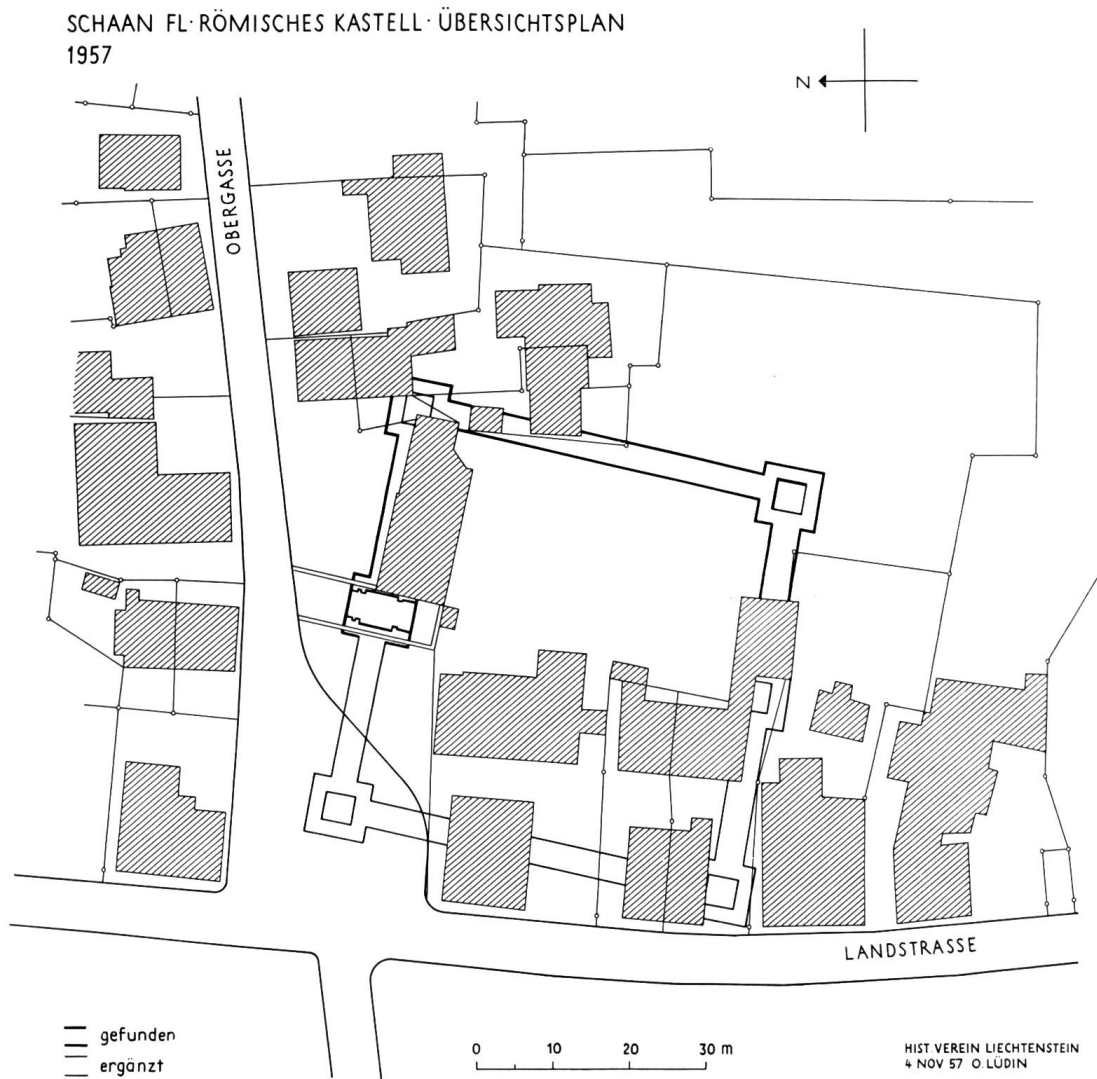 SCHAAN FL·RÖMISCHES KASTELL·ÜBERSICHTSPLAN
1957
N
OBERGASSE
LANDSTRASSE
gefunden
ergänzt
0 10 20 30 m
HIST.VEREIN LIECHTENSTEIN
4 NOV 57 O.LÜDIN